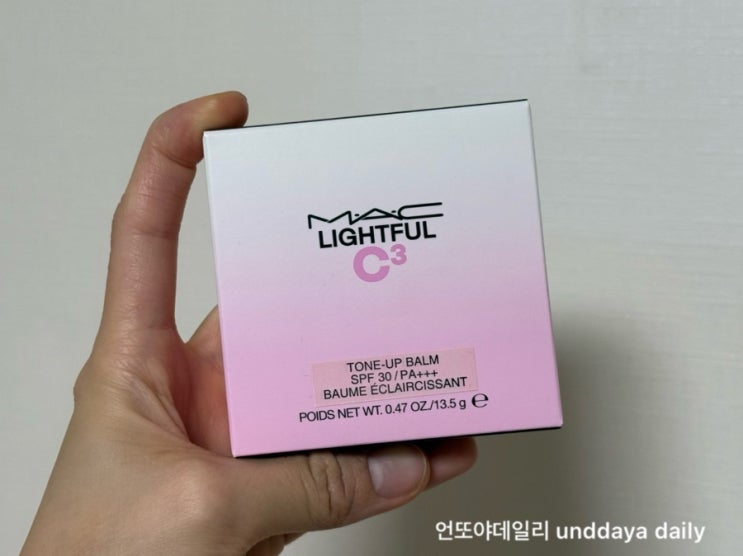 M·A·C
LIGHTFUL
C³
TONE-UP BALM
SPF 30 / PA+++
BAUME ÉCLAIRCISSANT
POIDS NET WT. 0.47 OZ./13.5 g ℮
언또야데일리 unddaya daily